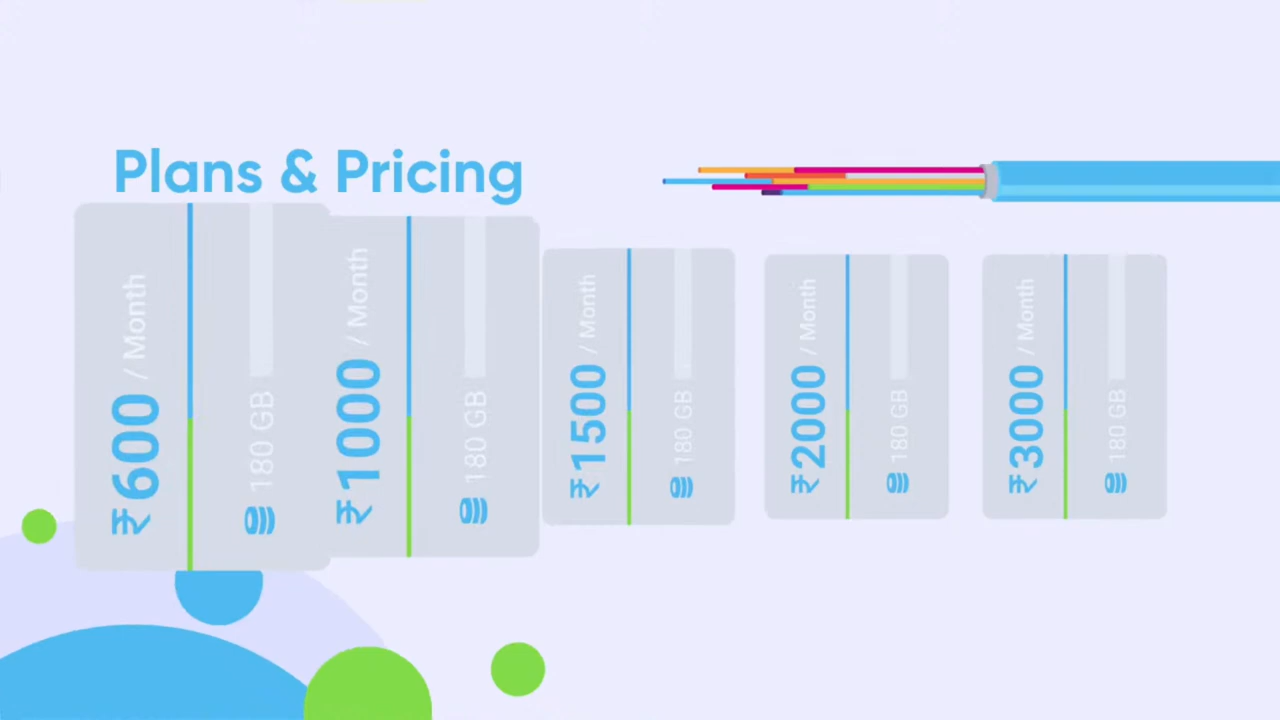 Plans & Pricing
₹600 / Month
180 GB
₹1000 / Month
180 GB
₹1500 / Month
180 GB
₹2000 / Month
180 GB
₹3000 / Month
180 GB